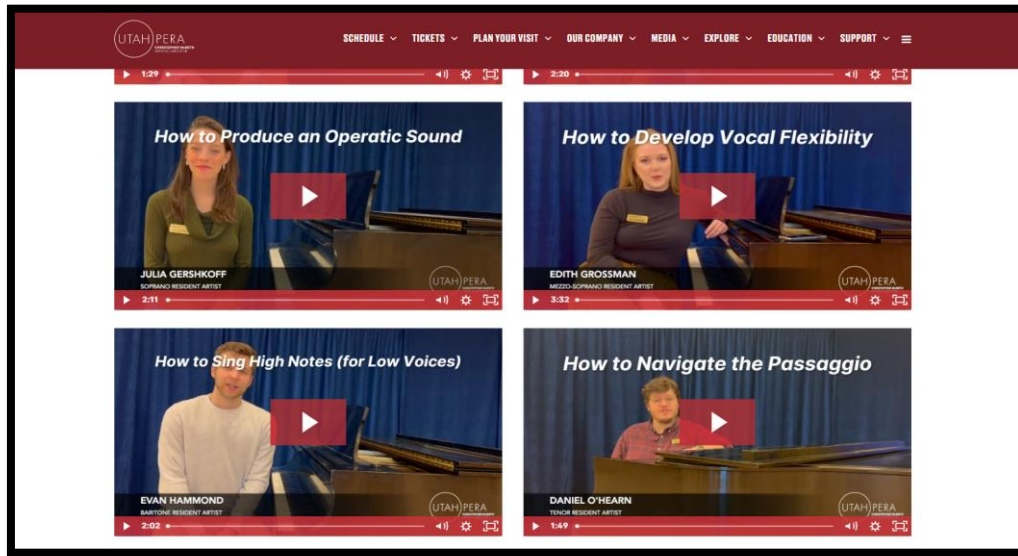 UTAH OPERA
SCHEDULE TICKETS PLAN YOUR VISIT OUR COMPANY MEDIA EXPLORE EDUCATION SUPPORT
1:29
2:20
How to Produce an Operatic Sound
JULIA GERSHKOFF
SOPRANO RESIDENT ARTIST
UTAH OPERA
2:11
How to Develop Vocal Flexibility
EDITH GROSSMAN
MEZZO-SOPRANO RESIDENT ARTIST
UTAH OPERA
3:32
How to Sing High Notes (for Low Voices)
EVAN HAMMOND
BARITONE RESIDENT ARTIST
UTAH OPERA
2:02
How to Navigate the Passaggio
DANIEL O'HEARN
TENOR RESIDENT ARTIST
UTAH OPERA
1:49